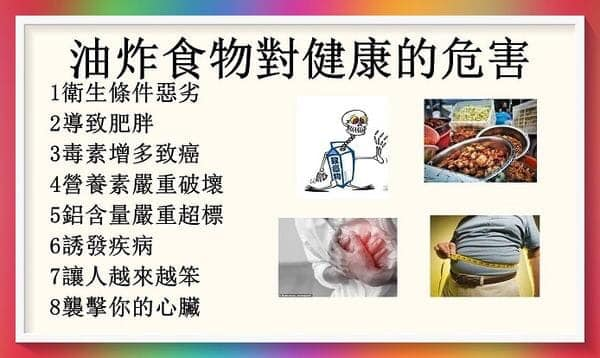 油炸食物對健康的危害
1衛生條件惡劣
2導致肥胖
3毒素增多致癌
4營養素嚴重破壞
5鋁含量嚴重超標
6誘發疾病
7讓人越來越笨
8襲擊你的心臟